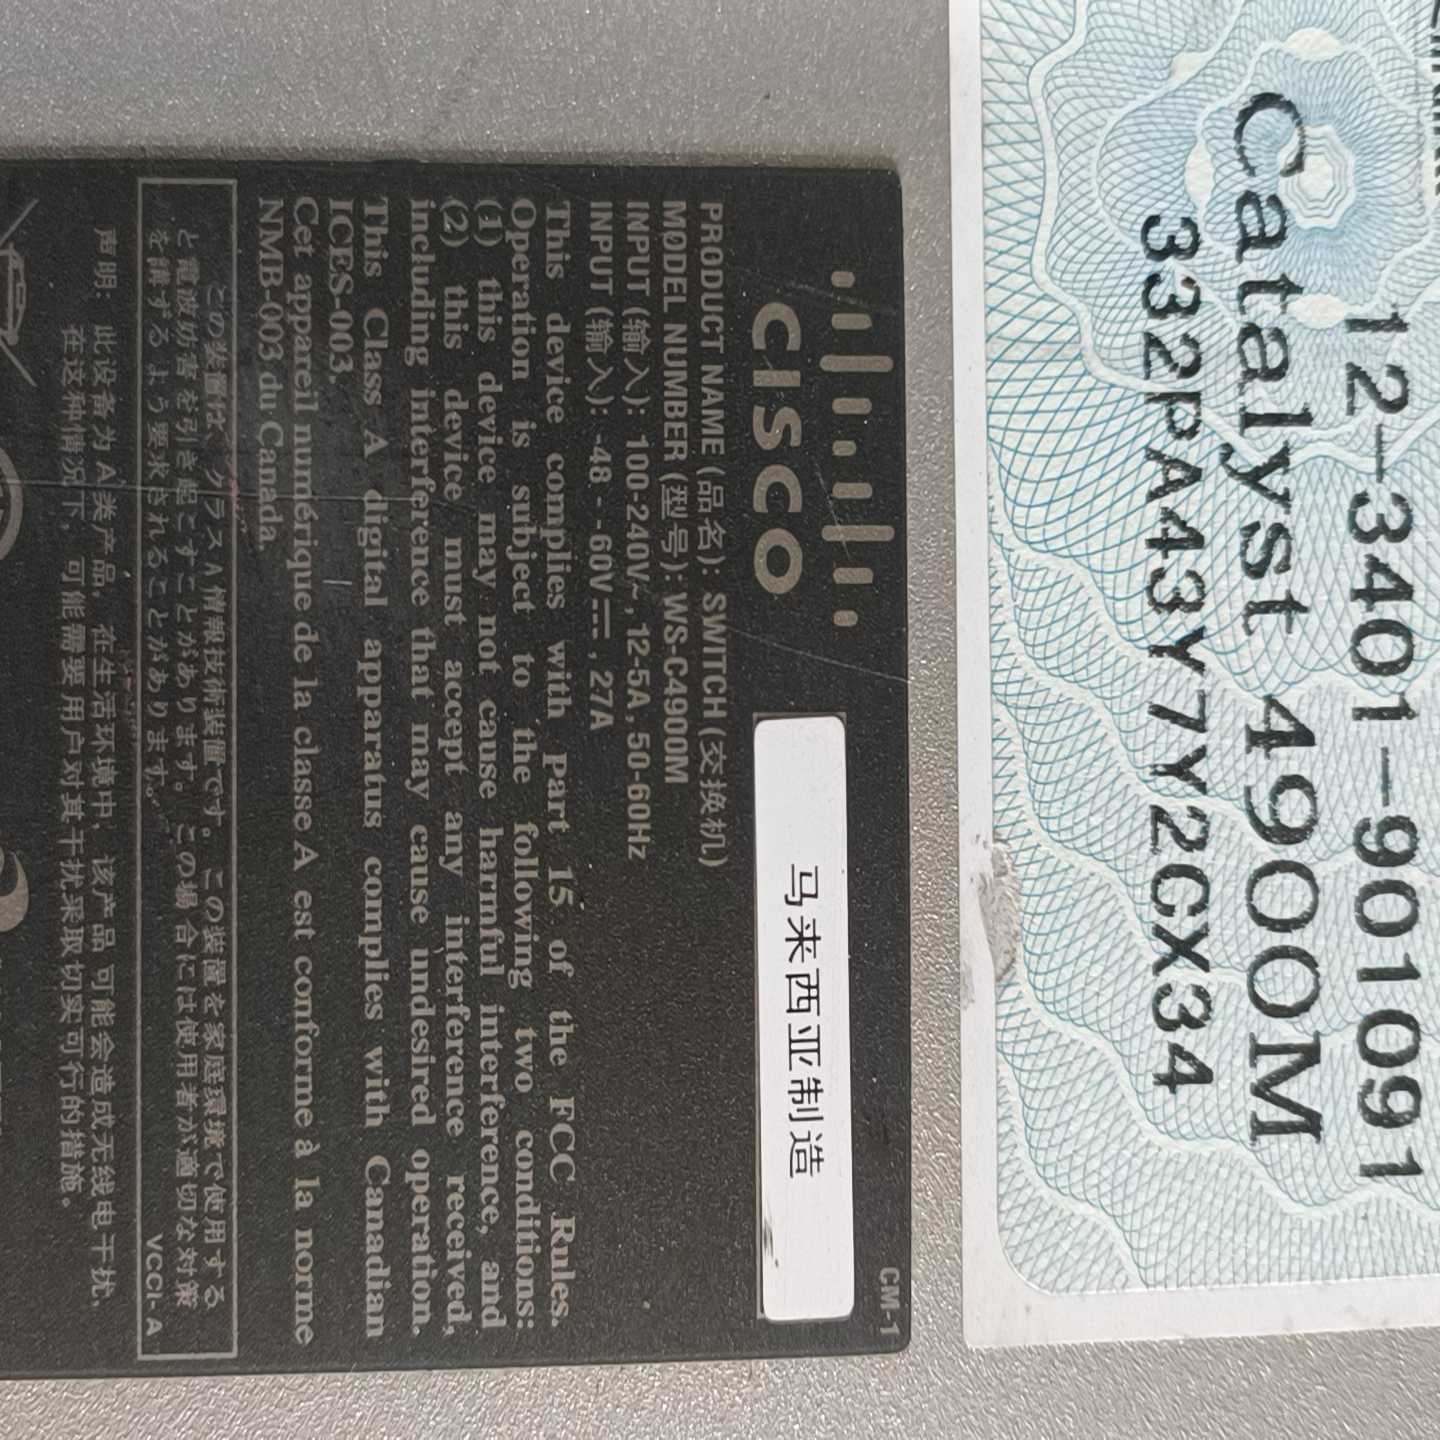 12-3401-901091
Catalyst 4900M
332PA43Y7Y2CX34
CM-1
CISCO
马来西亚制造
PRODUCT NAME (品名): SWITCH (交换机)
MODEL NUMBER (型号): WS-C4900M
INPUT (输入): 100-240V~, 12-5A, 50-60Hz
INPUT (输入): -48 - -60V⎓, 27A
This device complies with part 15 of the FCC Rules.
Operation is subject to the following two conditions:
(1) this device may not cause harmful interference, and
(2) this device must accept any interference received,
including interference that may cause undesired operation.
This Class A digital apparatus complies with Canadian
ICES-003.
Cet appareil numérique de la classe A est conforme à la norme
NMB-003 du Canada.
この装置は、クラスA情報技術装置です。この装置を家庭環境で使用する
と電波妨害を引き起こすことがあります。この場合には使用者が適切な対策
を講ずるよう要求されることがあります。 VCCI-A
声明: 此设备为A类产品。在生活环境中, 该产品可能会造成无线电干扰,
在这种情况下, 可能需要用户对其干扰采取切实可行的措施。